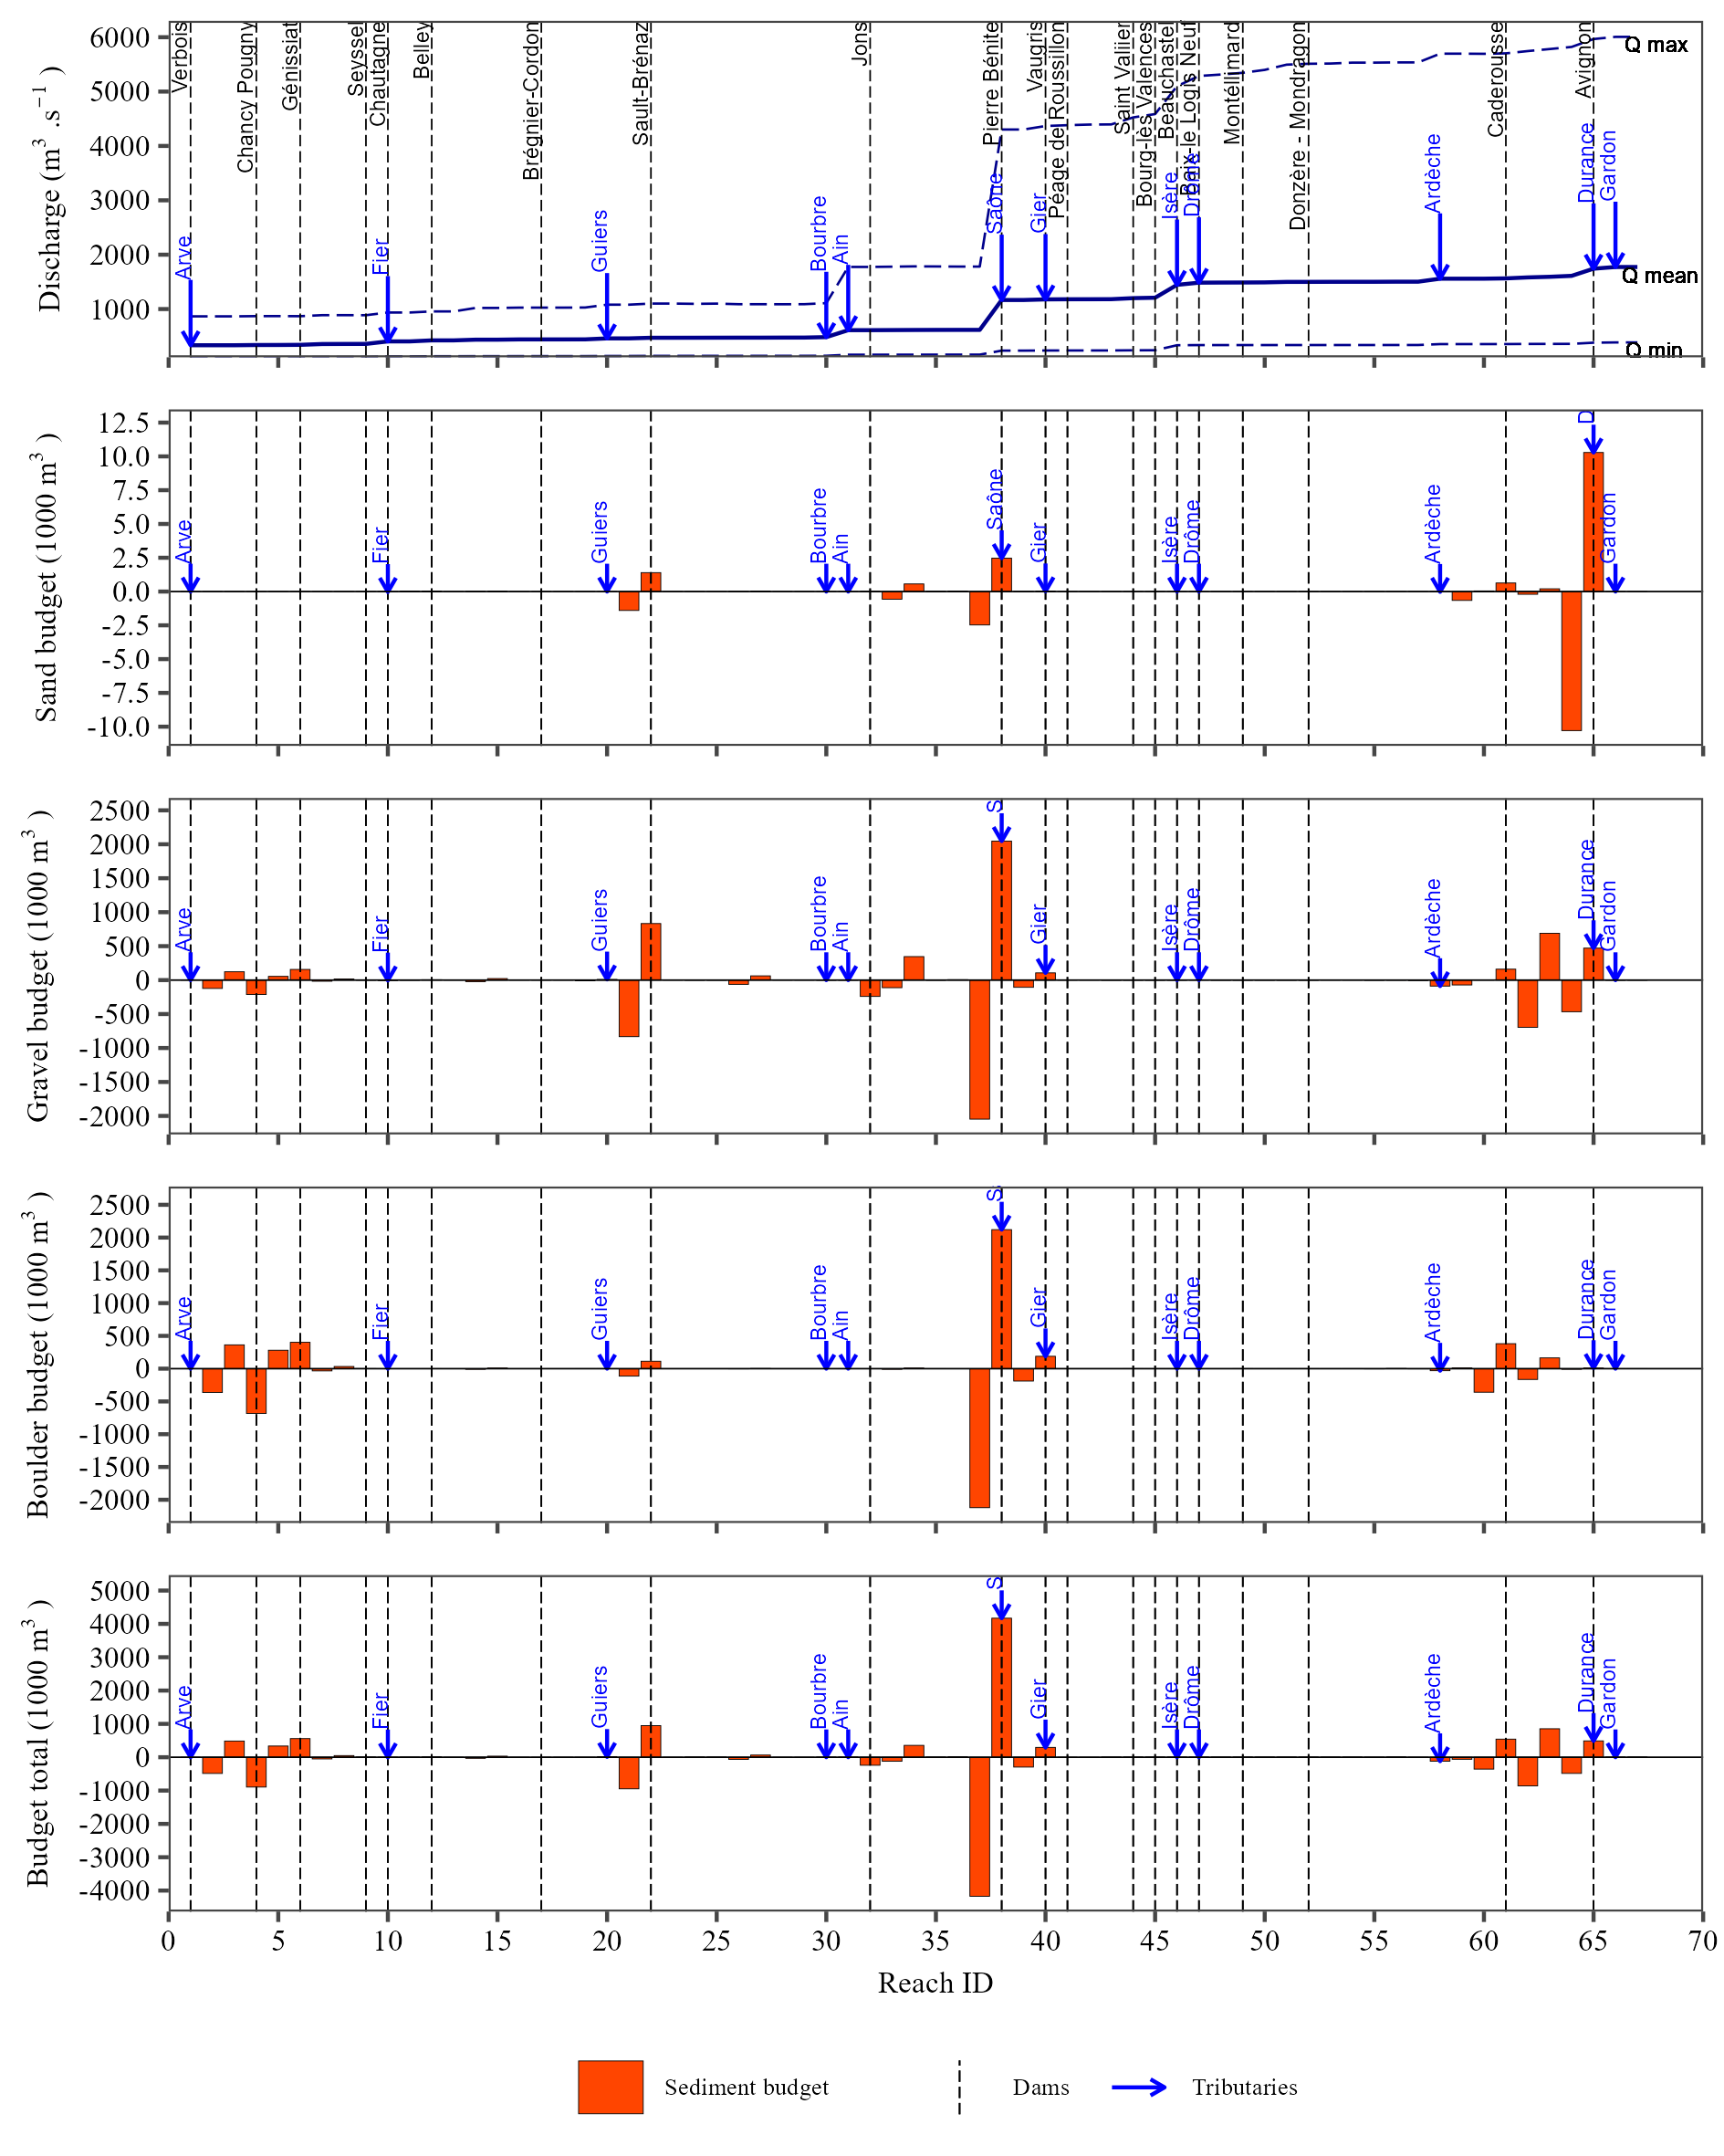 Discharge (m3 .s−1 )
6000
5000
4000
3000
2000
1000
Verbois
Chancy Pougny
Génissiat
Seyssel
Chautagne
Belley
Brégnier-Cordon
Sault-Brénaz
Jons
Pierre Bénite
Vaugris
Péage de Roussillon
Saint Vallier
Bourg-lès Valences
Beauchastel
Baix-le Logis Neuf
Montélimard
Donzère - Mondragon
Caderousse
Avignon
Arve
Fier
Guiers
Bourbre
Ain
Saône
Gier
Isère
Drôme
Ardèche
Durance
Gardon
Q max
Q mean
Q min
Sand budget (1000 m3 )
12.5
10.0
7.5
5.0
2.5
0.0
-2.5
-5.0
-7.5
-10.0
Arve
Fier
Guiers
Bourbre
Ain
Saône
Gier
Isère
Drôme
Ardèche
D
Gardon
Gravel budget (1000 m3 )
2500
2000
1500
1000
500
0
-500
-1000
-1500
-2000
Arve
Fier
Guiers
Bourbre
Ain
S
Gier
Isère
Drôme
Ardèche
Durance
Gardon
Boulder budget (1000 m3 )
2500
2000
1500
1000
500
0
-500
-1000
-1500
-2000
Arve
Fier
Guiers
Bourbre
Ain
S
Gier
Isère
Drôme
Ardèche
Durance
Gardon
Budget total (1000 m3 )
5000
4000
3000
2000
1000
0
-1000
-2000
-3000
-4000
Arve
Fier
Guiers
Bourbre
Ain
S
Gier
Isère
Drôme
Ardèche
Durance
Gardon
0 5 10 15 20 25 30 35 40 45 50 55 60 65 70
Reach ID
Sediment budget
Dams
Tributaries